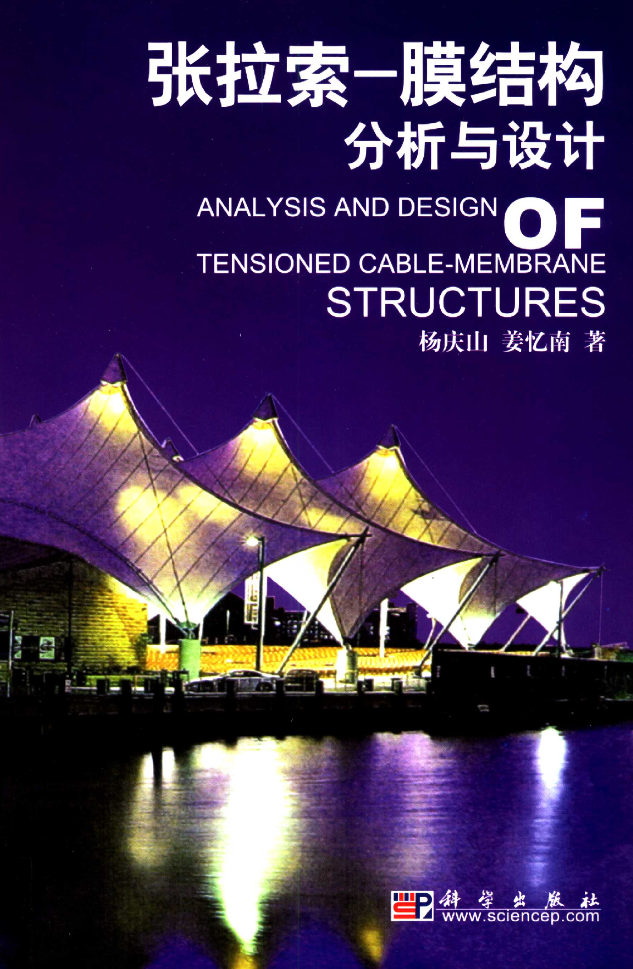 张拉索-膜结构
分析与设计
ANALYSIS AND DESIGN OF
TENSIONED CABLE-MEMBRANE
STRUCTURES
杨庆山 姜忆南 著
科学出版社
www.sciencep.com